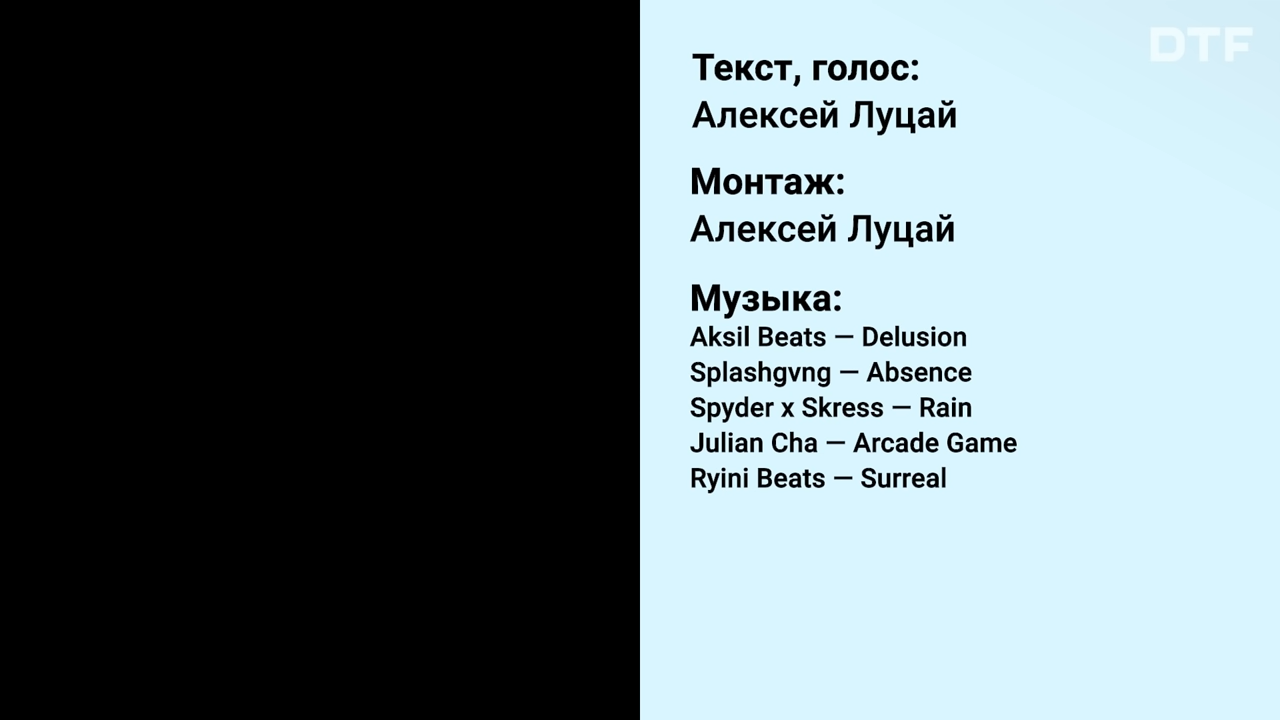 DTF
Текст, голос:
Алексей Луцай
Монтаж:
Алексей Луцай
Музыка:
Aksil Beats — Delusion
Splashgvng — Absence
Spyder x Skress — Rain
Julian Cha — Arcade Game
Ryini Beats — Surreal